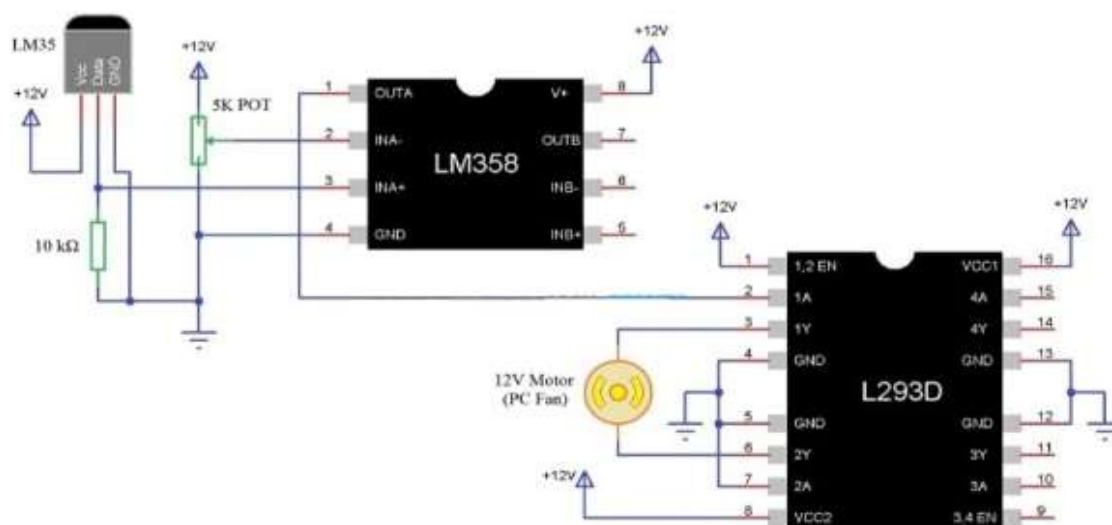 LM35
Vcc
Data
GND
+12V
+12V
5K POT
10 kΩ
+12V
1
OUTA
V+
8
2
INA-
OUTB
7
3
INA+
INB-
6
4
GND
INB+
5
LM358
+12V
+12V
1
1,2 EN
VCC1
16
2
1A
4A
15
3
1Y
4Y
14
4
GND
GND
13
L293D
5
GND
GND
12
6
2Y
3Y
11
7
2A
3A
10
8
VCC2
3,4 EN
9
12V Motor
(PC Fan)
+12V